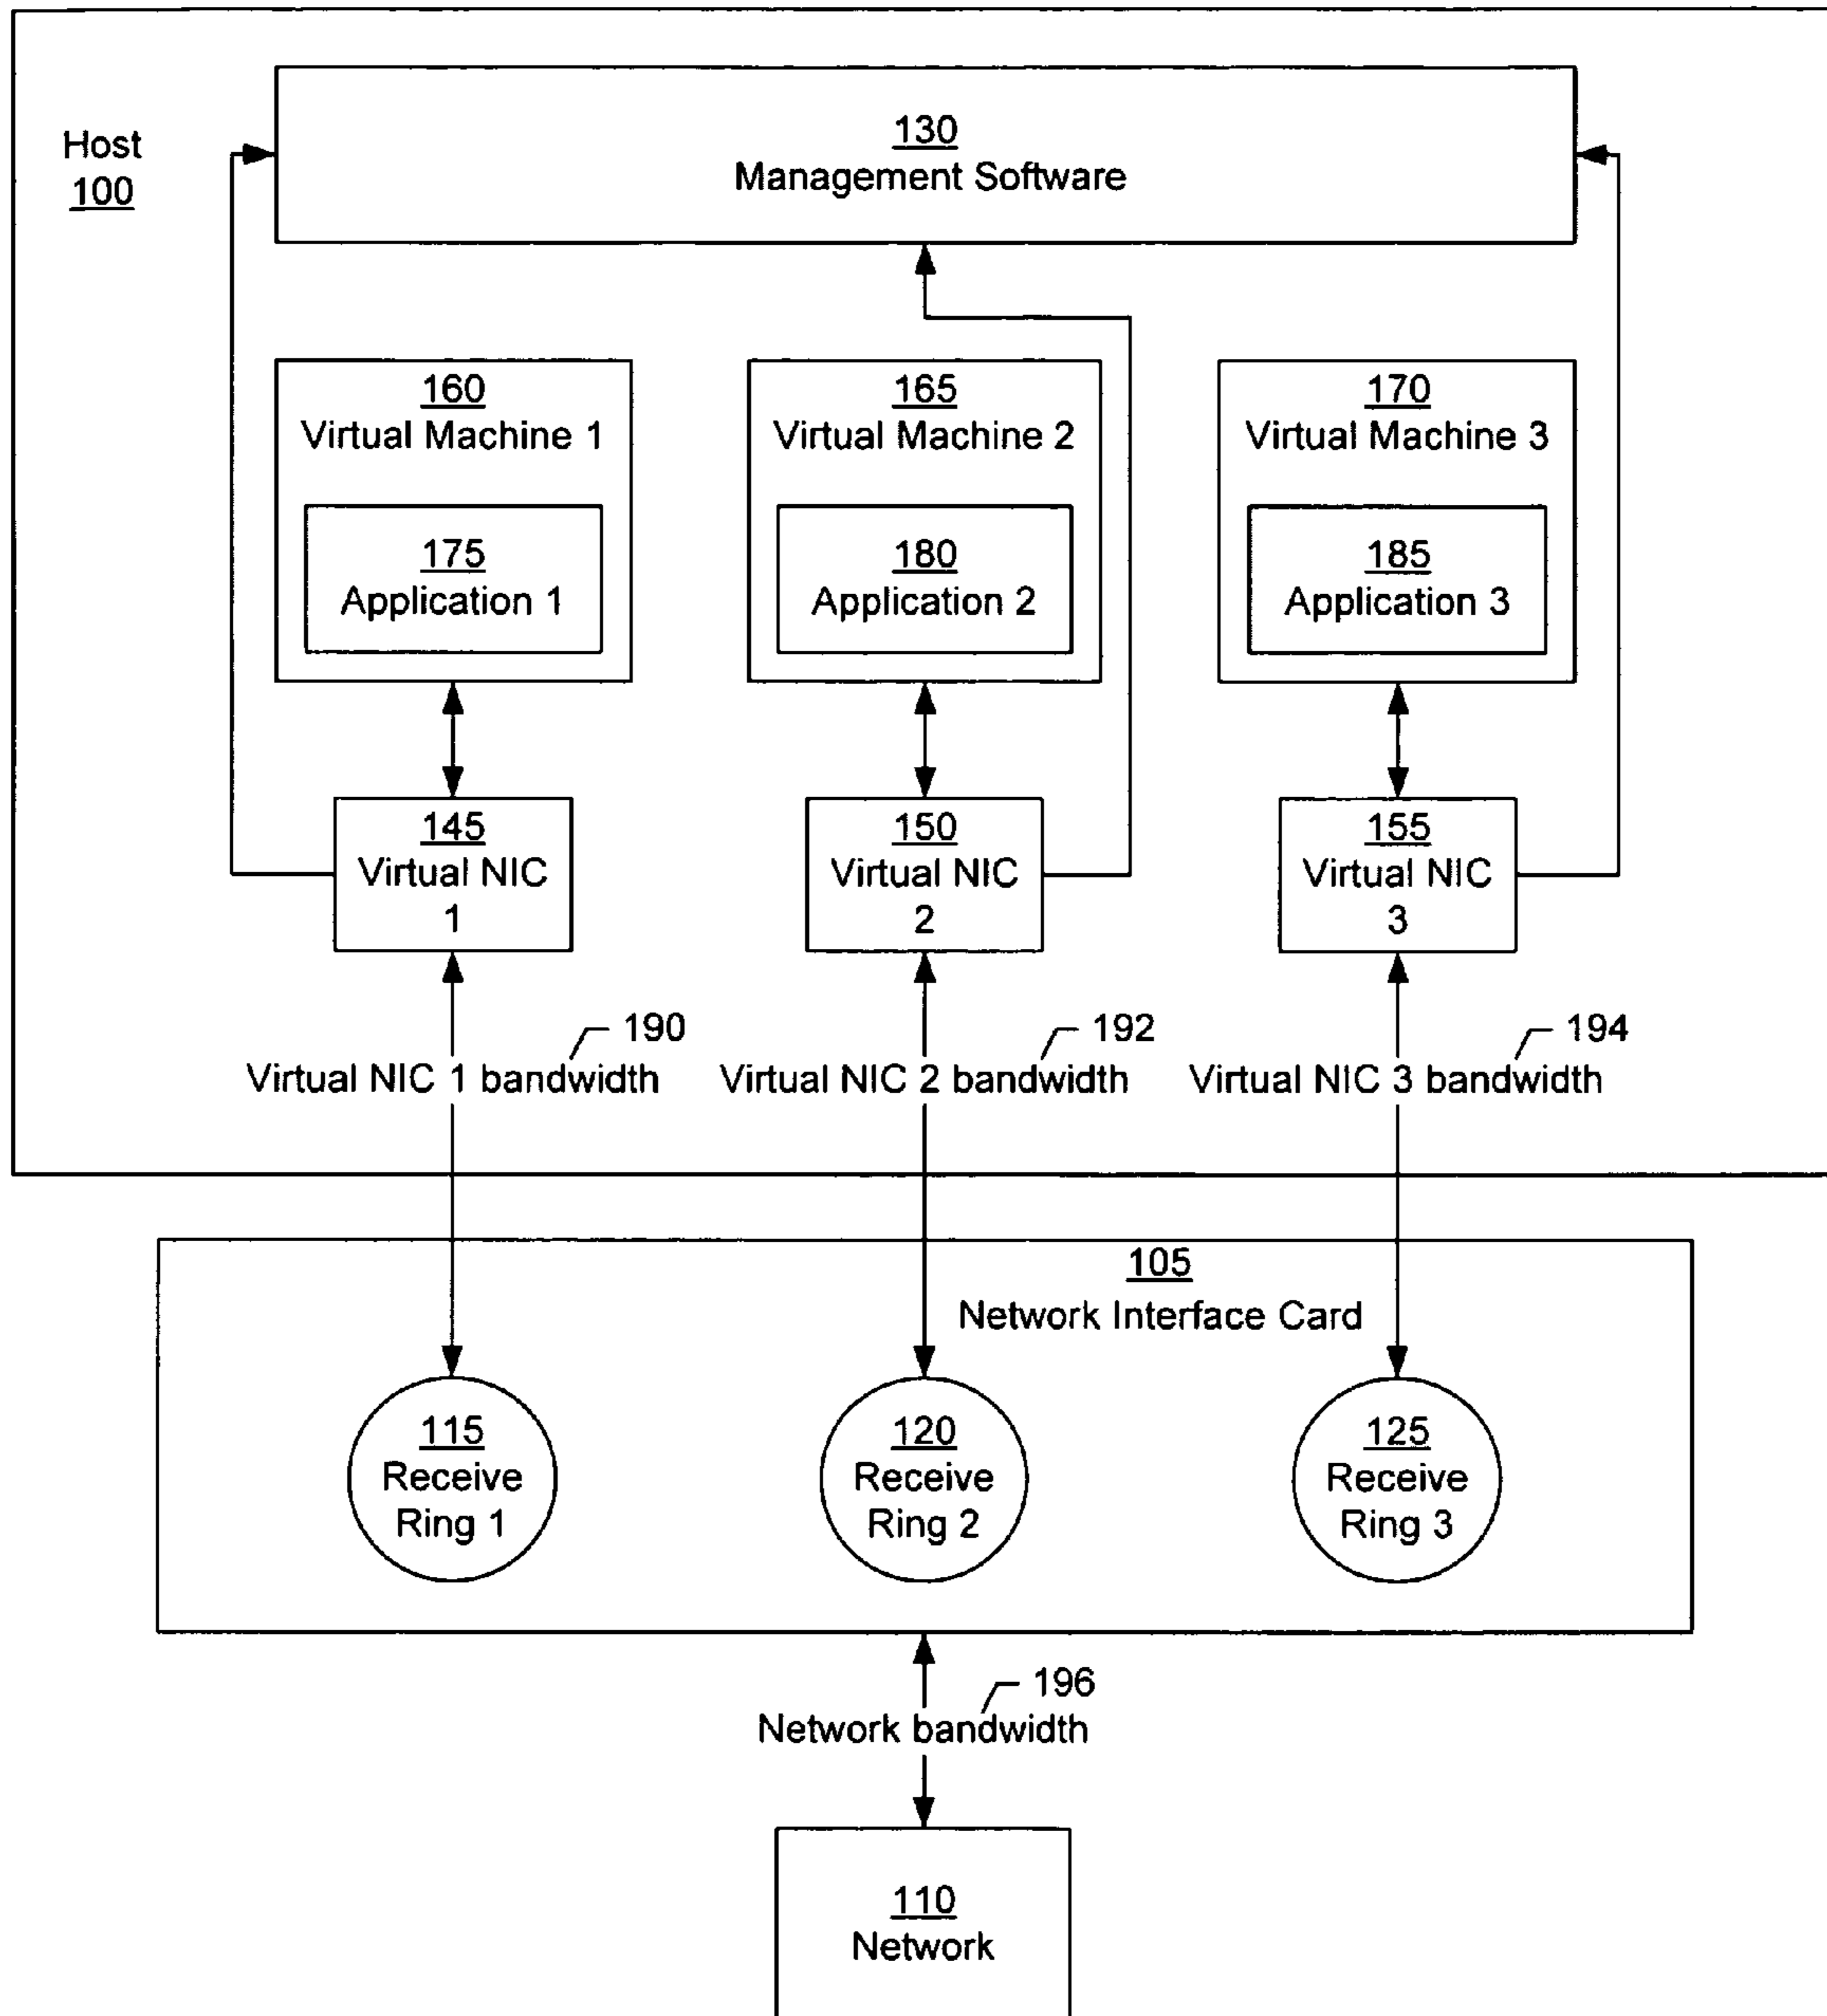 Host
100
130
Management Software
160
Virtual Machine 1
175
Application 1
165
Virtual Machine 2
180
Application 2
170
Virtual Machine 3
185
Application 3
145
Virtual NIC
1
150
Virtual NIC
2
155
Virtual NIC
3
190
Virtual NIC 1 bandwidth
192
Virtual NIC 2 bandwidth
194
Virtual NIC 3 bandwidth
105
Network Interface Card
115
Receive
Ring 1
120
Receive
Ring 2
125
Receive
Ring 3
196
Network bandwidth
110
Network